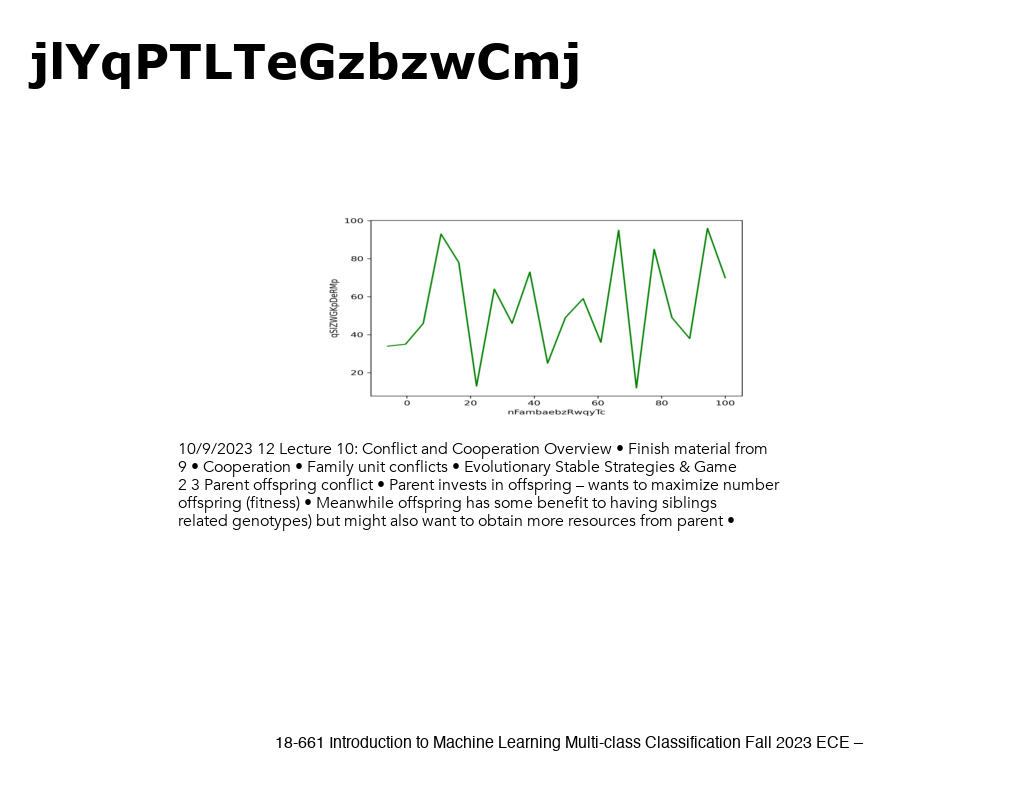 jlYqPTLTeGzbzwCmj
100
80
60
40
20
qSIZWGKpDeRMp
0 20 40 60 80 100
nFambaebzRwqyTc
10/9/2023 12 Lecture 10: Conflict and Cooperation Overview • Finish material from
9 • Cooperation • Family unit conflicts • Evolutionary Stable Strategies & Game
2 3 Parent offspring conflict • Parent invests in offspring – wants to maximize number
offspring (fitness) • Meanwhile offspring has some benefit to having siblings
related genotypes) but might also want to obtain more resources from parent •
18-661 Introduction to Machine Learning Multi-class Classification Fall 2023 ECE –